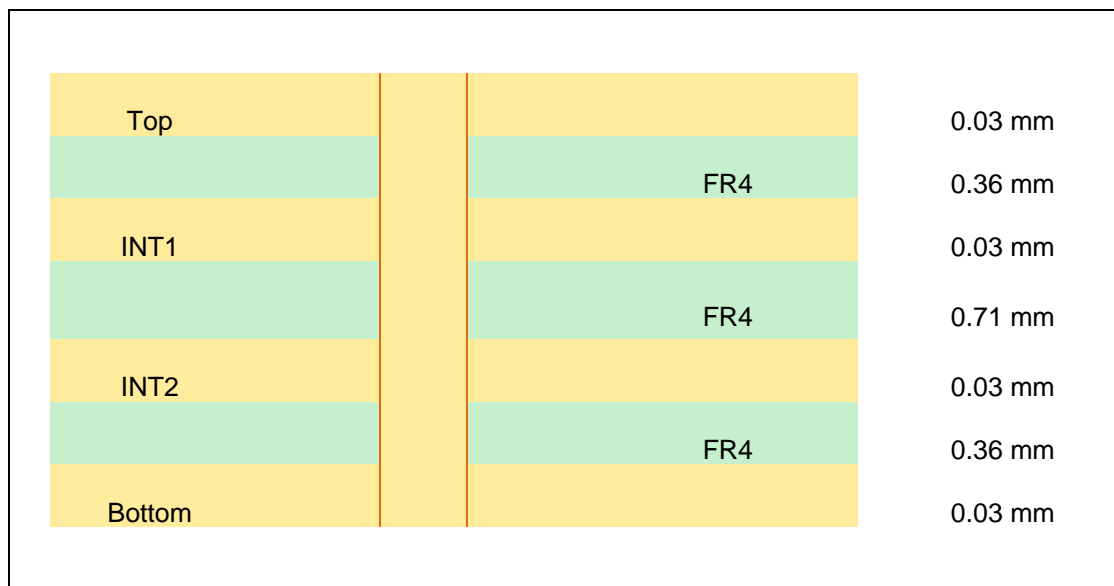 Top 0.03 mm
FR4 0.36 mm
INT1 0.03 mm
FR4 0.71 mm
INT2 0.03 mm
FR4 0.36 mm
Bottom 0.03 mm